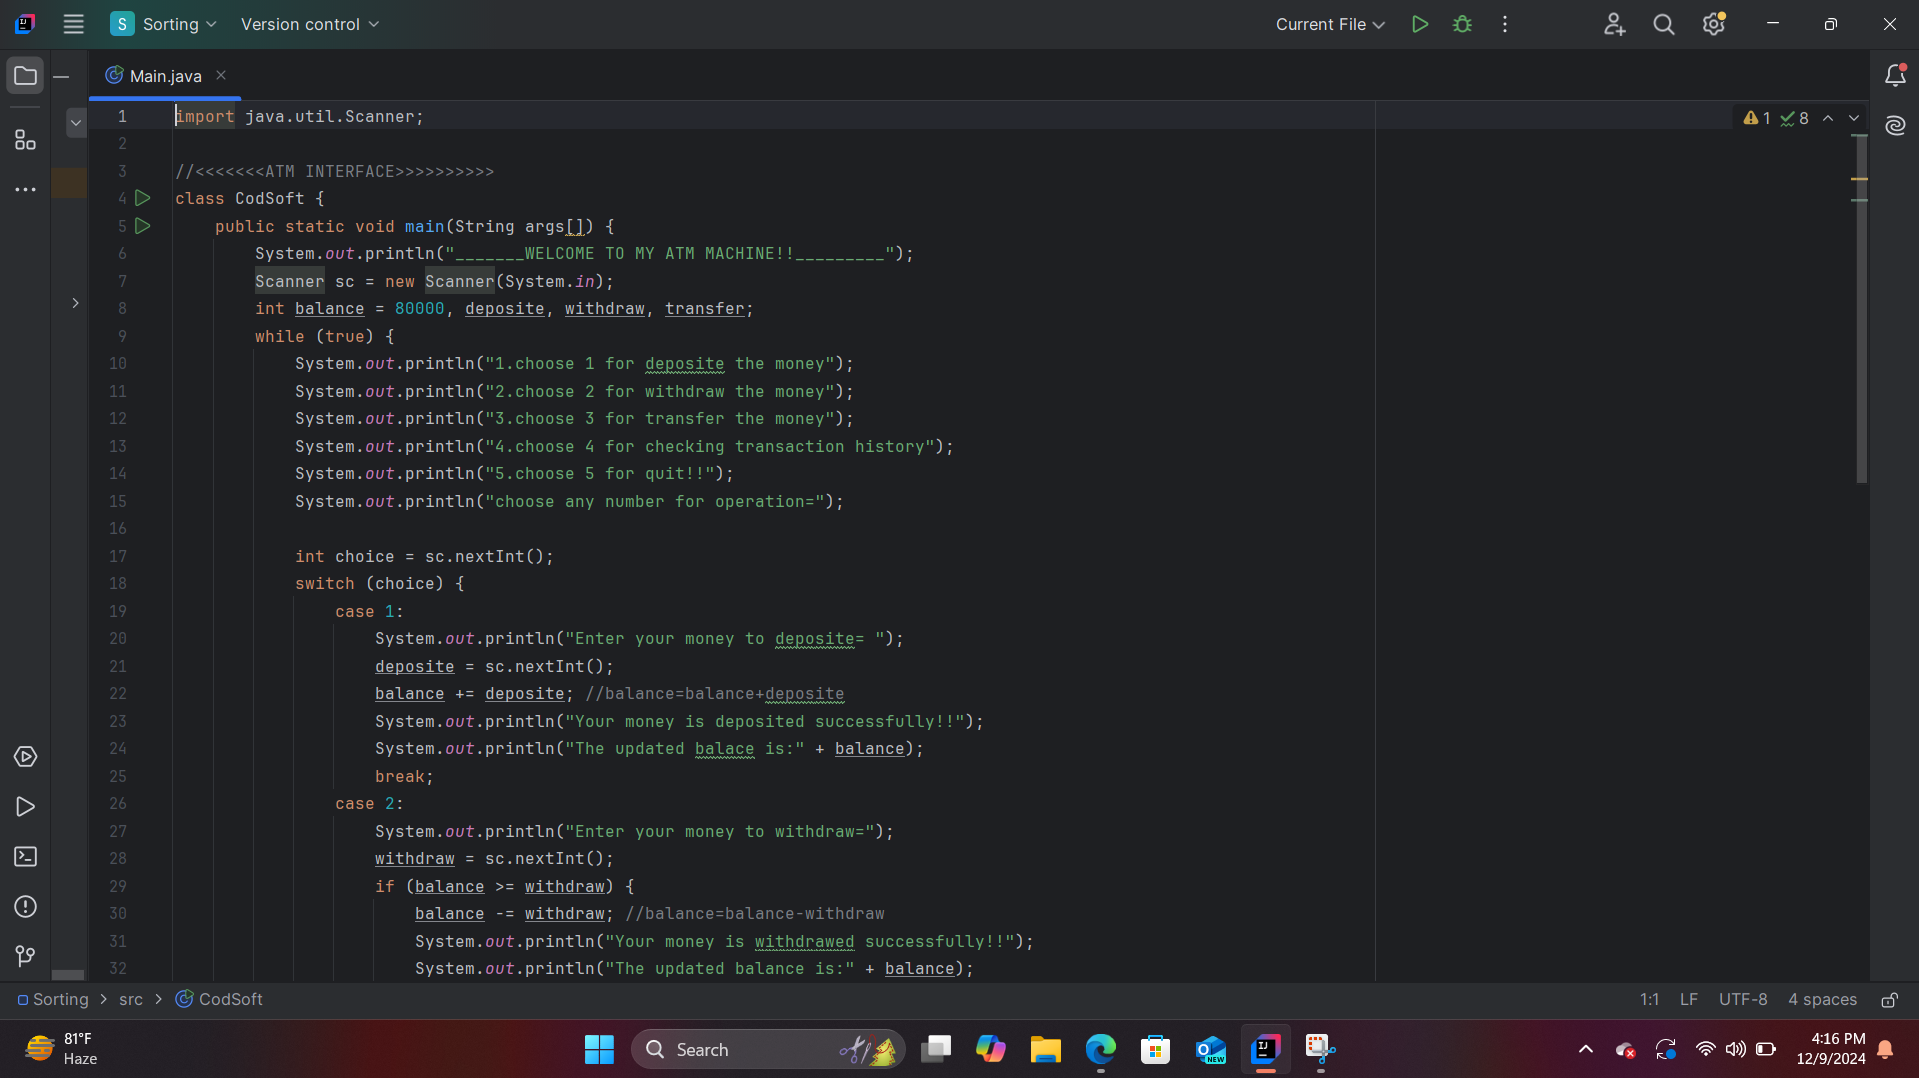 S Sorting Version control Current File
Main.java
1 import java.util.Scanner; 1 8
2
3 //<<<<<<<ATM INTERFACE>>>>>>>>>>
4 class CodSoft {
5 public static void main(String args[]) {
6 System.out.println("_______WELCOME TO MY ATM MACHINE!!_________");
7 Scanner sc = new Scanner(System.in);
8 int balance = 80000, deposite, withdraw, transfer;
9 while (true) {
10 System.out.println("1.choose 1 for deposite the money");
11 System.out.println("2.choose 2 for withdraw the money");
12 System.out.println("3.choose 3 for transfer the money");
13 System.out.println("4.choose 4 for checking transaction history");
14 System.out.println("5.choose 5 for quit!!");
15 System.out.println("choose any number for operation=");
16
17 int choice = sc.nextInt();
18 switch (choice) {
19 case 1:
20 System.out.println("Enter your money to deposite= ");
21 deposite = sc.nextInt();
22 balance += deposite; //balance=balance+deposite
23 System.out.println("Your money is deposited successfully!!");
24 System.out.println("The updated balace is:" + balance);
25 break;
26 case 2:
27 System.out.println("Enter your money to withdraw=");
28 withdraw = sc.nextInt();
29 if (balance >= withdraw) {
30 balance -= withdraw; //balance=balance-withdraw
31 System.out.println("Your money is withdrawed successfully!!");
32 System.out.println("The updated balance is:" + balance);
Sorting > src > CodSoft 1:1 LF UTF-8 4 spaces
81°F
Haze
Search
4:16 PM
12/9/2024